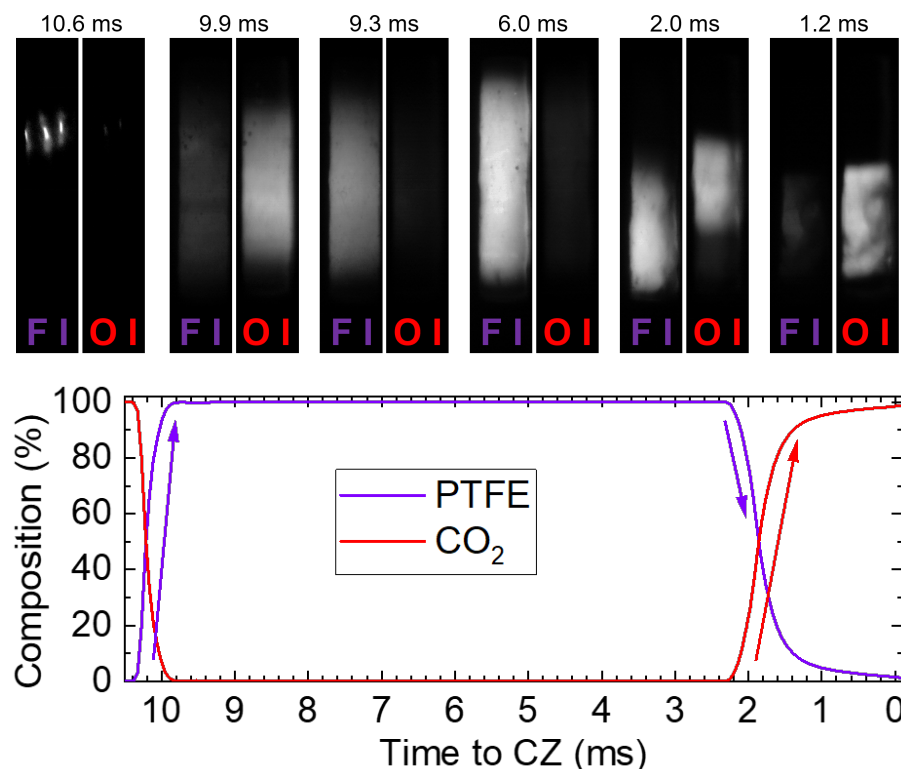 10.6 ms 9.9 ms 9.3 ms 6.0 ms 2.0 ms 1.2 ms
F I O I F I O I F I O I F I O I F I O I F I O I
100
80
60
40
20
0
Composition (%)
PTFE
CO₂
10 9 8 7 6 5 4 3 2 1 0
Time to CZ (ms)